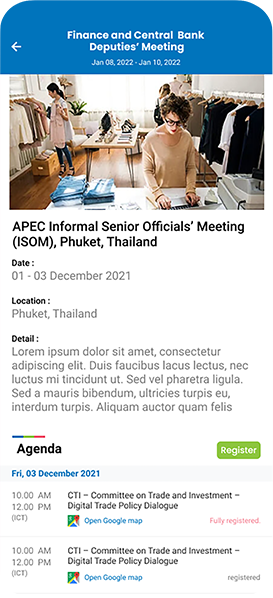 Finance and Central Bank
Deputies' Meeting
Jan 08, 2022 - Jan 10, 2022
APEC Informal Senior Officials' Meeting
(ISOM), Phuket, Thailand
Date :
01 - 03 December 2021
Location :
Phuket, Thailand
Detail :
Lorem ipsum dolor sit amet, consectetur
adipiscing elit. Duis faucibus lacus lectus, nec
luctus mi tincidunt ut. Sed vel pharetra ligula.
Sed a mauris bibendum, ultricies turpis eu,
interdum turpis. Aliquam auctor quam felis
Agenda
Register
Fri, 03 December 2021
10.00 AM
12.00 PM
(ICT)
CTI – Committee on Trade and Investment –
Digital Trade Policy Dialogue
Open Google map
Fully registered.
10.00 AM
12.00 PM
(ICT)
CTI – Committee on Trade and Investment –
Digital Trade Policy Dialogue
Open Google map
registered